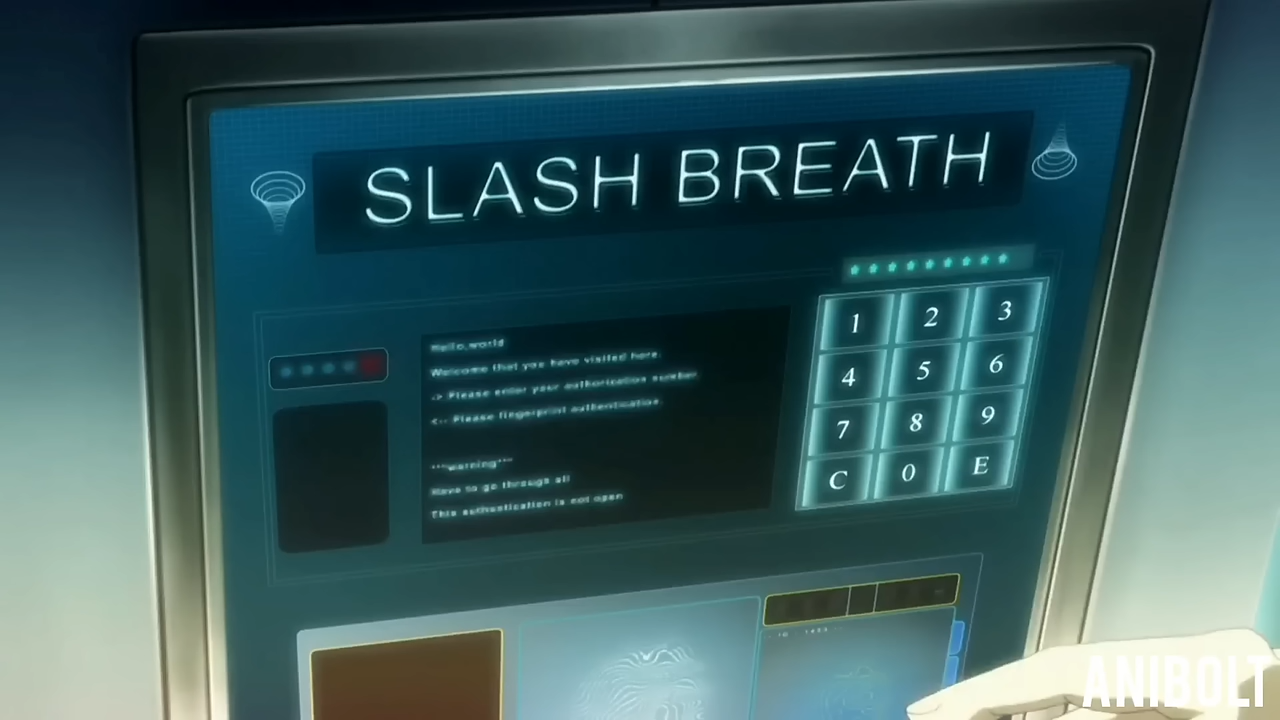 SLASH BREATH
*********
1 2 3
4 5 6
7 8 9
C 0 E
Hello,world
Welcome that you have visited here.
-> Please enter your authorization number.
<-- Please fingerprint authentication
***warning***
Have to go through all
This authentication is not open
ANIBOLT